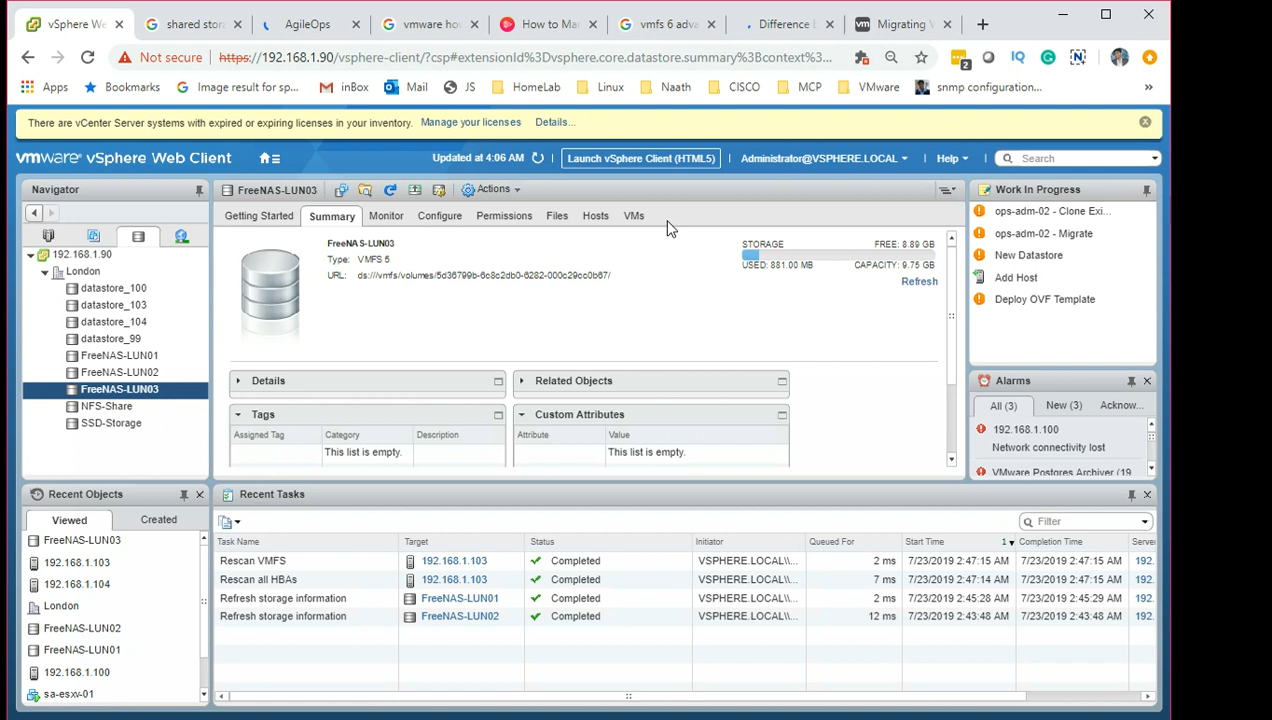 vSphere Web C
shared stora
AgileOps
vmware how
How to Mar
vmfs 6 adva
Difference b
Migrating V
Not secure
https://192.168.1.90/vsphere-client/?csp#extensionId%3Dvsphere.core.datastore.summary%3Bcontext%...
2
Apps
Bookmarks
Image result for sp...
inBox
Mail
JS
HomeLab
Linux
Naath
CISCO
MCP
VMware
snmp configuration...
»
There are vCenter Server systems with expired or expiring licenses in your inventory.
Manage your licenses
Details...
vmware vSphere Web Client
Updated at 4:06 AM
Launch vSphere Client (HTML5)
Administrator@VSPHERE.LOCAL
Help
Search
Navigator
192.168.1.90
London
datastore_100
datastore_103
datastore_104
datastore_99
FreeNAS-LUN01
FreeNAS-LUN02
FreeNAS-LUN03
NFS-Share
SSD-Storage
FreeNAS-LUN03
Actions
Getting Started
Summary
Monitor
Configure
Permissions
Files
Hosts
VMs
FreeNAS-LUN03
Type: VMFS 5
URL: ds:///vmfs/volumes/5d36799b-6c8c2db0-6282-000c29cc0b67/
STORAGE
FREE: 8.89 GB
USED: 881.00 MB
CAPACITY: 9.75 GB
Refresh
Details
Related Objects
Tags
Assigned Tag
Category
Description
This list is empty.
Custom Attributes
Attribute
Value
This list is empty.
Work In Progress
ops-adm-02 - Clone Exi...
ops-adm-02 - Migrate
New Datastore
Add Host
Deploy OVF Template
Alarms
All (3)
New (3)
Acknow...
192.168.1.100
Network connectivity lost
VMware Postgres Archiver (19
Recent Objects
Viewed
Created
FreeNAS-LUN03
192.168.1.103
192.168.1.104
London
FreeNAS-LUN02
FreeNAS-LUN01
192.168.1.100
sa-esxv-01
Recent Tasks
Filter
Task Name Target Status Initiator Queued For Start Time 1 Completion Time Server
Rescan VMFS 192.168.1.103 Completed VSPHERE.LOCAL\\... 2 ms 7/23/2019 2:47:15 AM 7/23/2019 2:47:15 AM 192.
Rescan all HBAs 192.168.1.103 Completed VSPHERE.LOCAL\\... 7 ms 7/23/2019 2:47:14 AM 7/23/2019 2:47:15 AM 192.
Refresh storage information FreeNAS-LUN01 Completed VSPHERE.LOCAL\\... 2 ms 7/23/2019 2:45:28 AM 7/23/2019 2:45:29 AM 192.
Refresh storage information FreeNAS-LUN02 Completed VSPHERE.LOCAL\\... 12 ms 7/23/2019 2:43:48 AM 7/23/2019 2:43:48 AM 192.